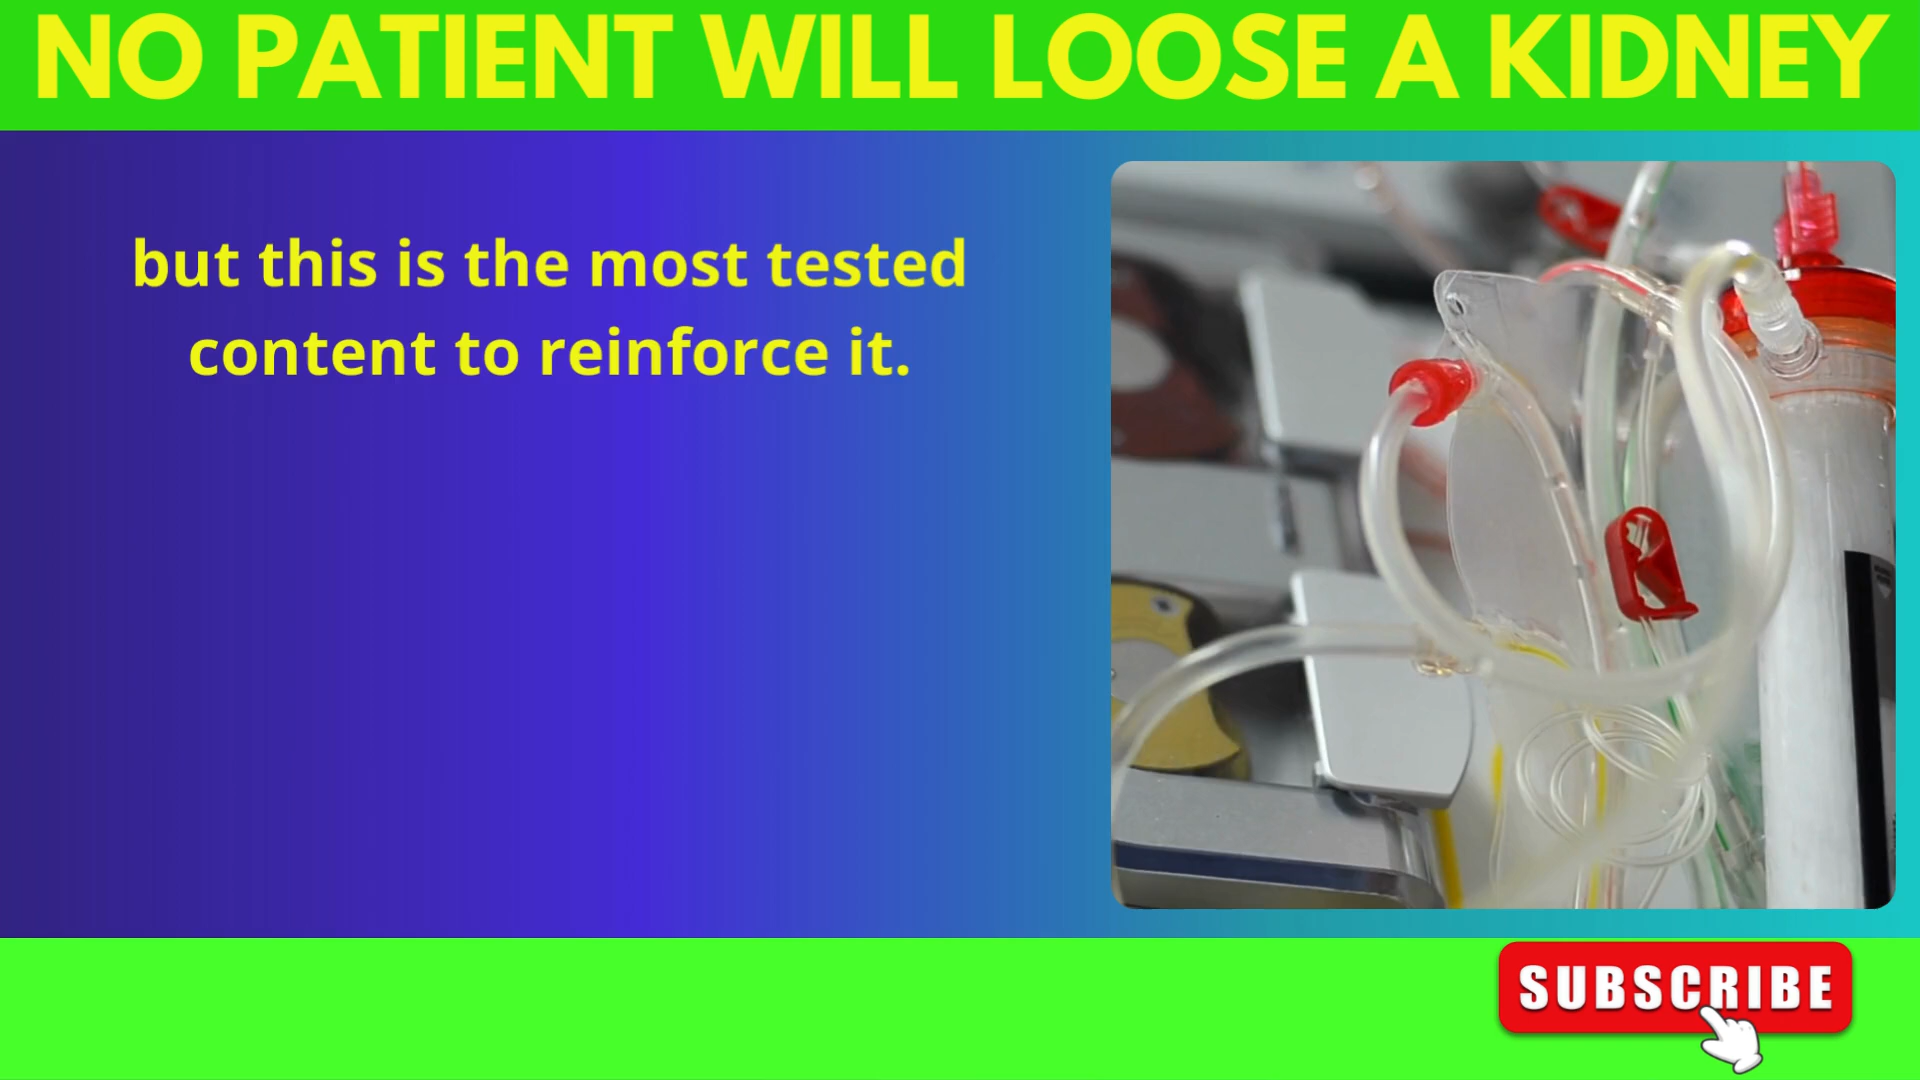 NO PATIENT WILL LOOSE A KIDNEY
but this is the most tested
content to reinforce it.
SUBSCRIBE